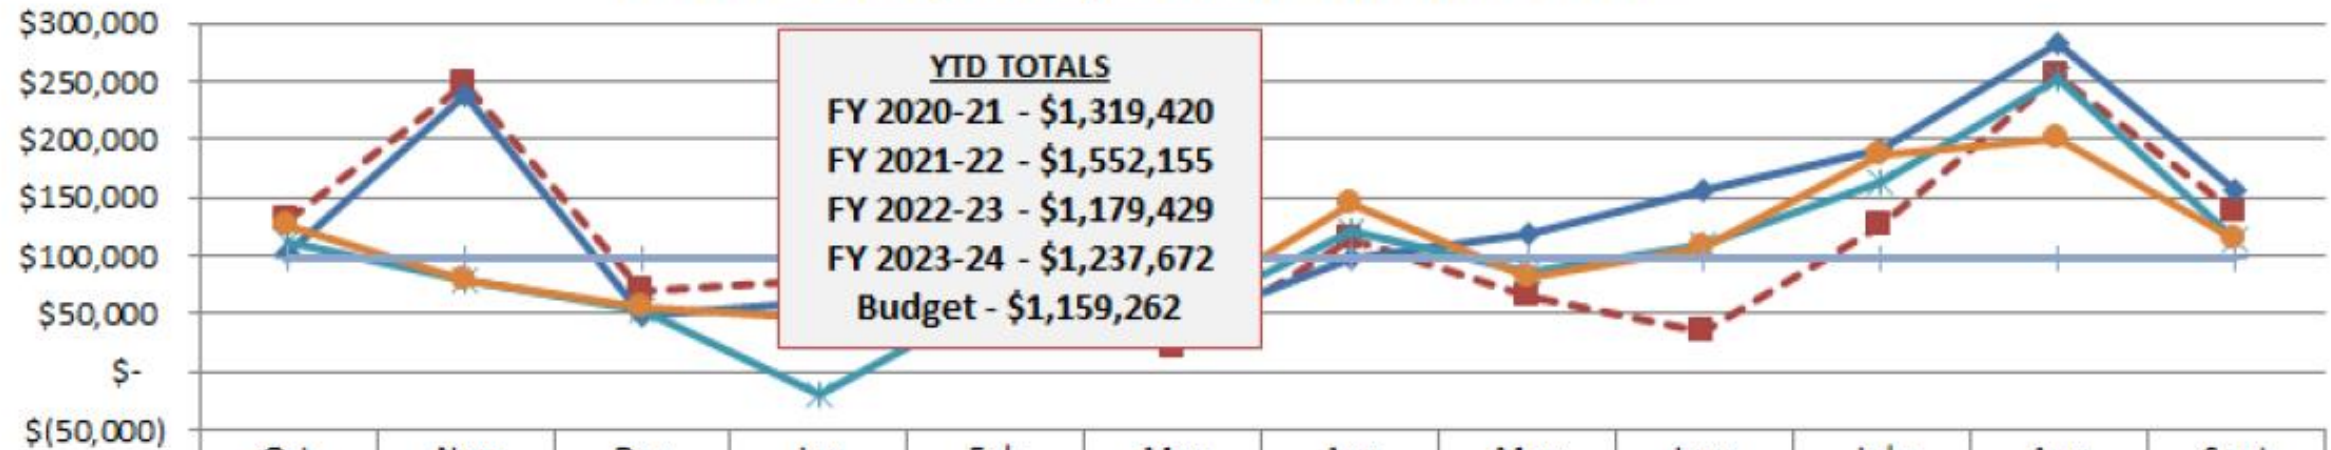 $300,000
$250,000
$200,000
$150,000
$100,000
$50,000
$-
$(50,000)
YTD TOTALS
FY 2020-21 - $1,319,420
FY 2021-22 - $1,552,155
FY 2022-23 - $1,179,429
FY 2023-24 - $1,237,672
Budget - $1,159,262